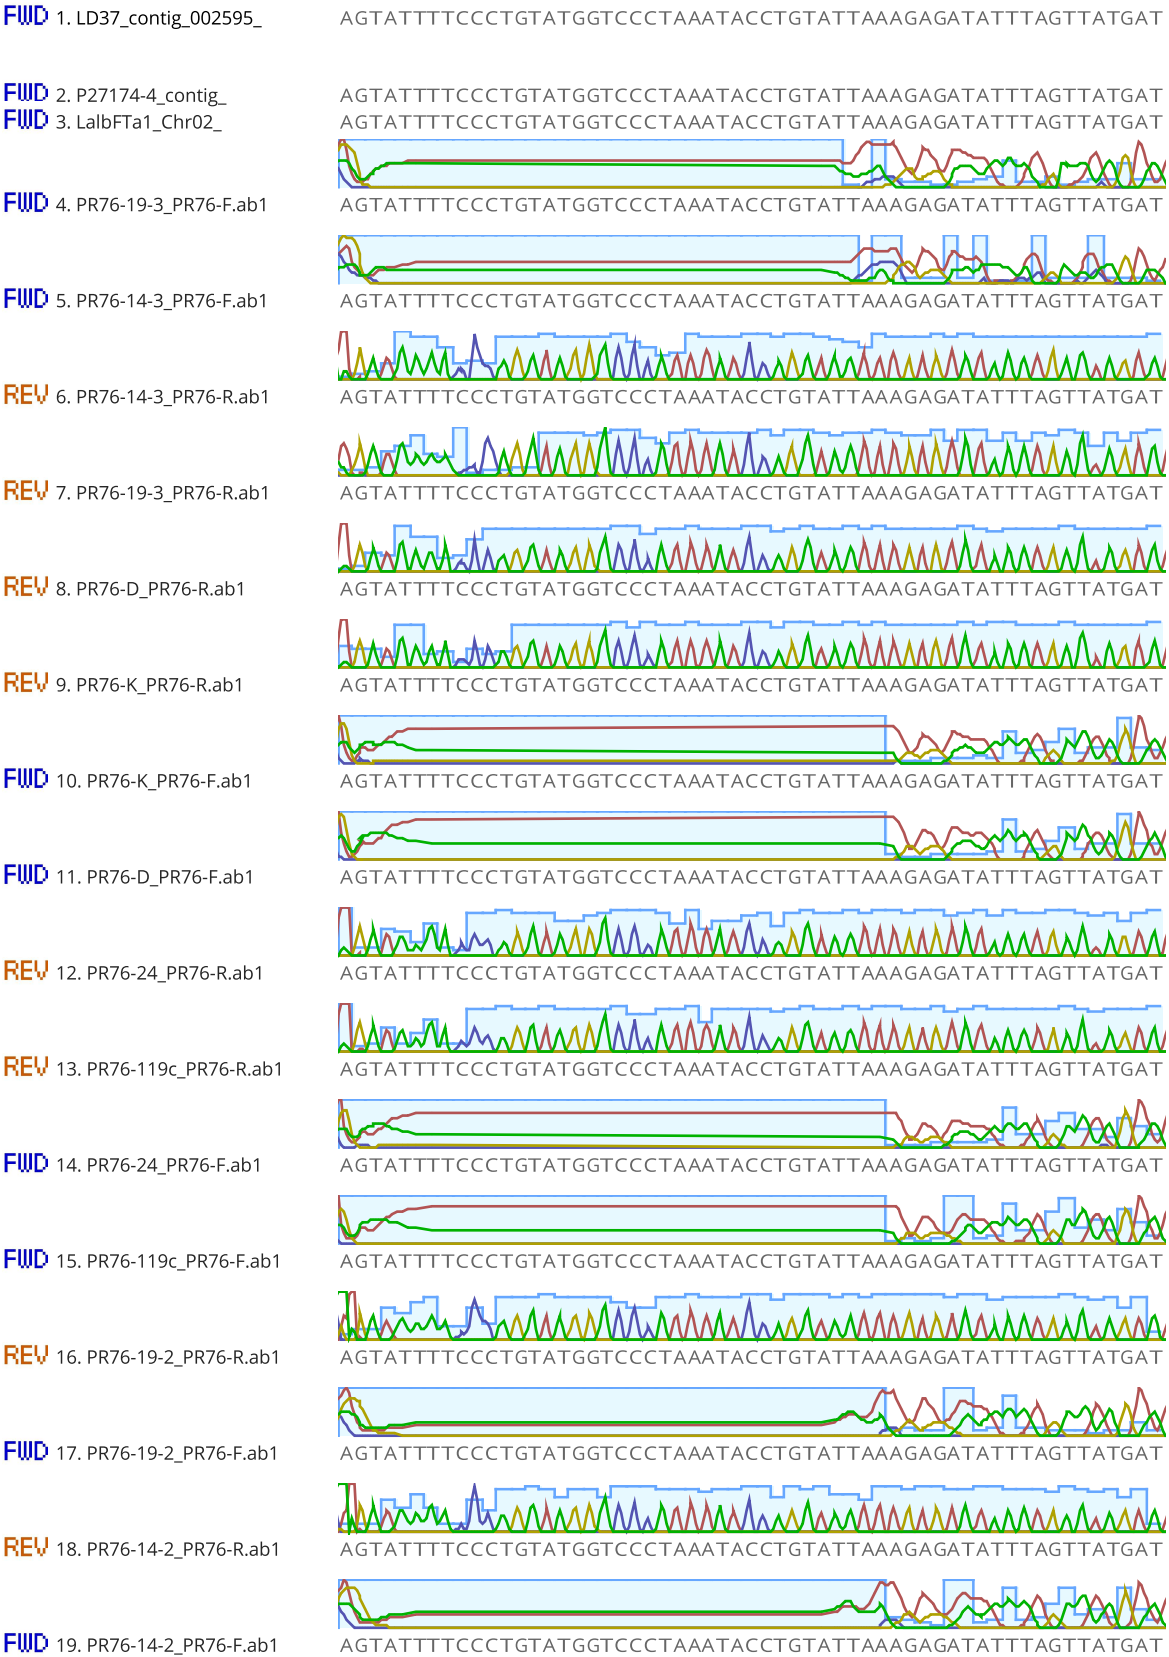 FWD 1. LD37_contig_002595_ AGTATTTTCCCTGTATGGTCCCTAAATACCTGTATTAAAGAGATATTTAGTTATGAT
FWD 2. P27174-4_contig_ AGTATTTTCCCTGTATGGTCCCTAAATACCTGTATTAAAGAGATATTTAGTTATGAT
FWD 3. LalbFTa1_Chr02_ AGTATTTTCCCTGTATGGTCCCTAAATACCTGTATTAAAGAGATATTTAGTTATGAT
FWD 4. PR76-19-3_PR76-F.ab1 AGTATTTTCCCTGTATGGTCCCTAAATACCTGTATTAAAGAGATATTTAGTTATGAT
FWD 5. PR76-14-3_PR76-F.ab1 AGTATTTTCCCTGTATGGTCCCTAAATACCTGTATTAAAGAGATATTTAGTTATGAT
REV 6. PR76-14-3_PR76-R.ab1 AGTATTTTCCCTGTATGGTCCCTAAATACCTGTATTAAAGAGATATTTAGTTATGAT
REV 7. PR76-19-3_PR76-R.ab1 AGTATTTTCCCTGTATGGTCCCTAAATACCTGTATTAAAGAGATATTTAGTTATGAT
REV 8. PR76-D_PR76-R.ab1 AGTATTTTCCCTGTATGGTCCCTAAATACCTGTATTAAAGAGATATTTAGTTATGAT
REV 9. PR76-K_PR76-R.ab1 AGTATTTTCCCTGTATGGTCCCTAAATACCTGTATTAAAGAGATATTTAGTTATGAT
FWD 10. PR76-K_PR76-F.ab1 AGTATTTTCCCTGTATGGTCCCTAAATACCTGTATTAAAGAGATATTTAGTTATGAT
FWD 11. PR76-D_PR76-F.ab1 AGTATTTTCCCTGTATGGTCCCTAAATACCTGTATTAAAGAGATATTTAGTTATGAT
REV 12. PR76-24_PR76-R.ab1 AGTATTTTCCCTGTATGGTCCCTAAATACCTGTATTAAAGAGATATTTAGTTATGAT
REV 13. PR76-119c_PR76-R.ab1 AGTATTTTCCCTGTATGGTCCCTAAATACCTGTATTAAAGAGATATTTAGTTATGAT
FWD 14. PR76-24_PR76-F.ab1 AGTATTTTCCCTGTATGGTCCCTAAATACCTGTATTAAAGAGATATTTAGTTATGAT
FWD 15. PR76-119c_PR76-F.ab1 AGTATTTTCCCTGTATGGTCCCTAAATACCTGTATTAAAGAGATATTTAGTTATGAT
REV 16. PR76-19-2_PR76-R.ab1 AGTATTTTCCCTGTATGGTCCCTAAATACCTGTATTAAAGAGATATTTAGTTATGAT
FWD 17. PR76-19-2_PR76-F.ab1 AGTATTTTCCCTGTATGGTCCCTAAATACCTGTATTAAAGAGATATTTAGTTATGAT
REV 18. PR76-14-2_PR76-R.ab1 AGTATTTTCCCTGTATGGTCCCTAAATACCTGTATTAAAGAGATATTTAGTTATGAT
FWD 19. PR76-14-2_PR76-F.ab1 AGTATTTTCCCTGTATGGTCCCTAAATACCTGTATTAAAGAGATATTTAGTTATGAT